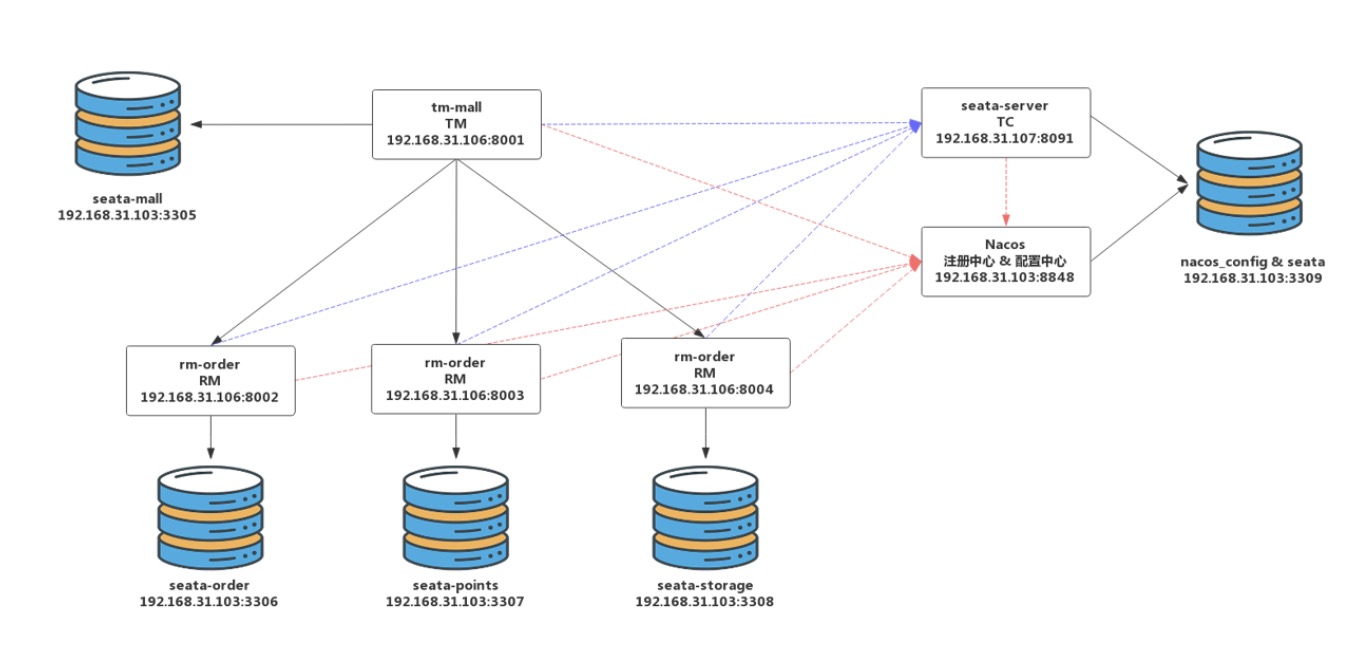 tm-mall
TM
192.168.31.106:8001
seata-server
TC
192.168.31.107:8091
seata-mall
192.168.31.103:3305
Nacos
注册中心 & 配置中心
192.168.31.103:8848
nacos_config & seata
192.168.31.103:3309
rm-order
RM
192.168.31.106:8002
rm-order
RM
192.168.31.106:8003
rm-order
RM
192.168.31.106:8004
seata-order
192.168.31.103:3306
seata-points
192.168.31.103:3307
seata-storage
192.168.31.103:3308